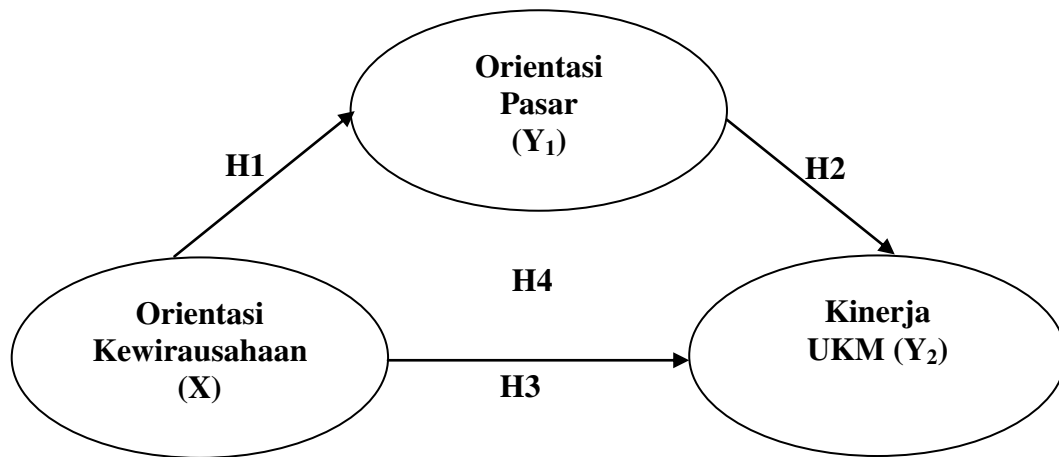 Orientasi
Pasar
(Y₁)
H1
H2
H4
Orientasi
Kewirausahaan
(X)
H3
Kinerja
UKM (Y₂)